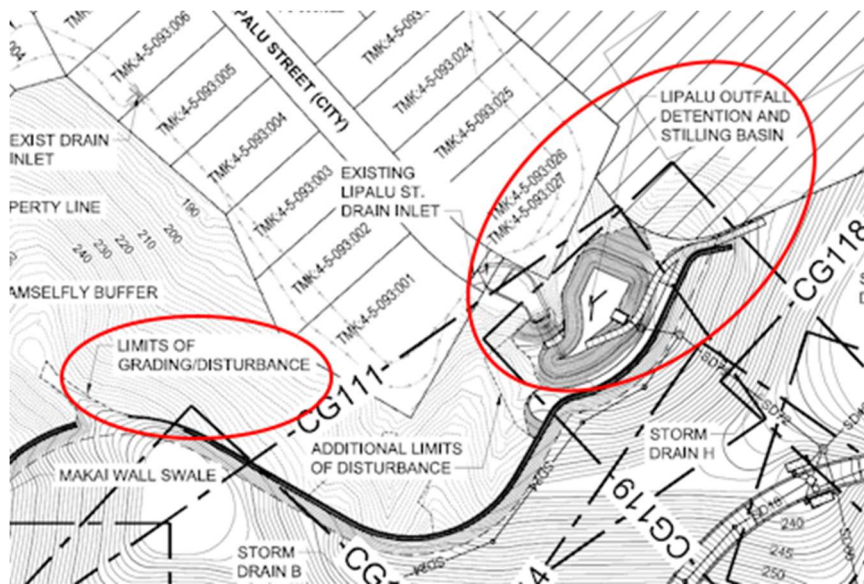 TMK:4-5-093:006
TMK:4-5-093:005
TMK:4-5-093:004
TMK:4-5-093:003
TMK:4-5-093:002
TMK:4-5-093:001
PALU STREET (CITY)
TMK:4-5-093:024
TMK:4-5-093:025
TMK:4-5-093:026
TMK:4-5-093:027
004
EXIST DRAIN
INLET
EXISTING
LIPALU ST.
DRAIN INLET
LIPALU OUTFALL
DETENTION AND
STILLING BASIN
PERTY LINE
190
200
210
220
230
240
AMSELFLY BUFFER
LIMITS OF
GRADING/DISTURBANCE
CG111
CG118
ADDITIONAL LIMITS
OF DISTURBANCE
MAKAI WALL SWALE
STORM
DRAIN H
STORM
DRAIN B
CG119
240
245
250